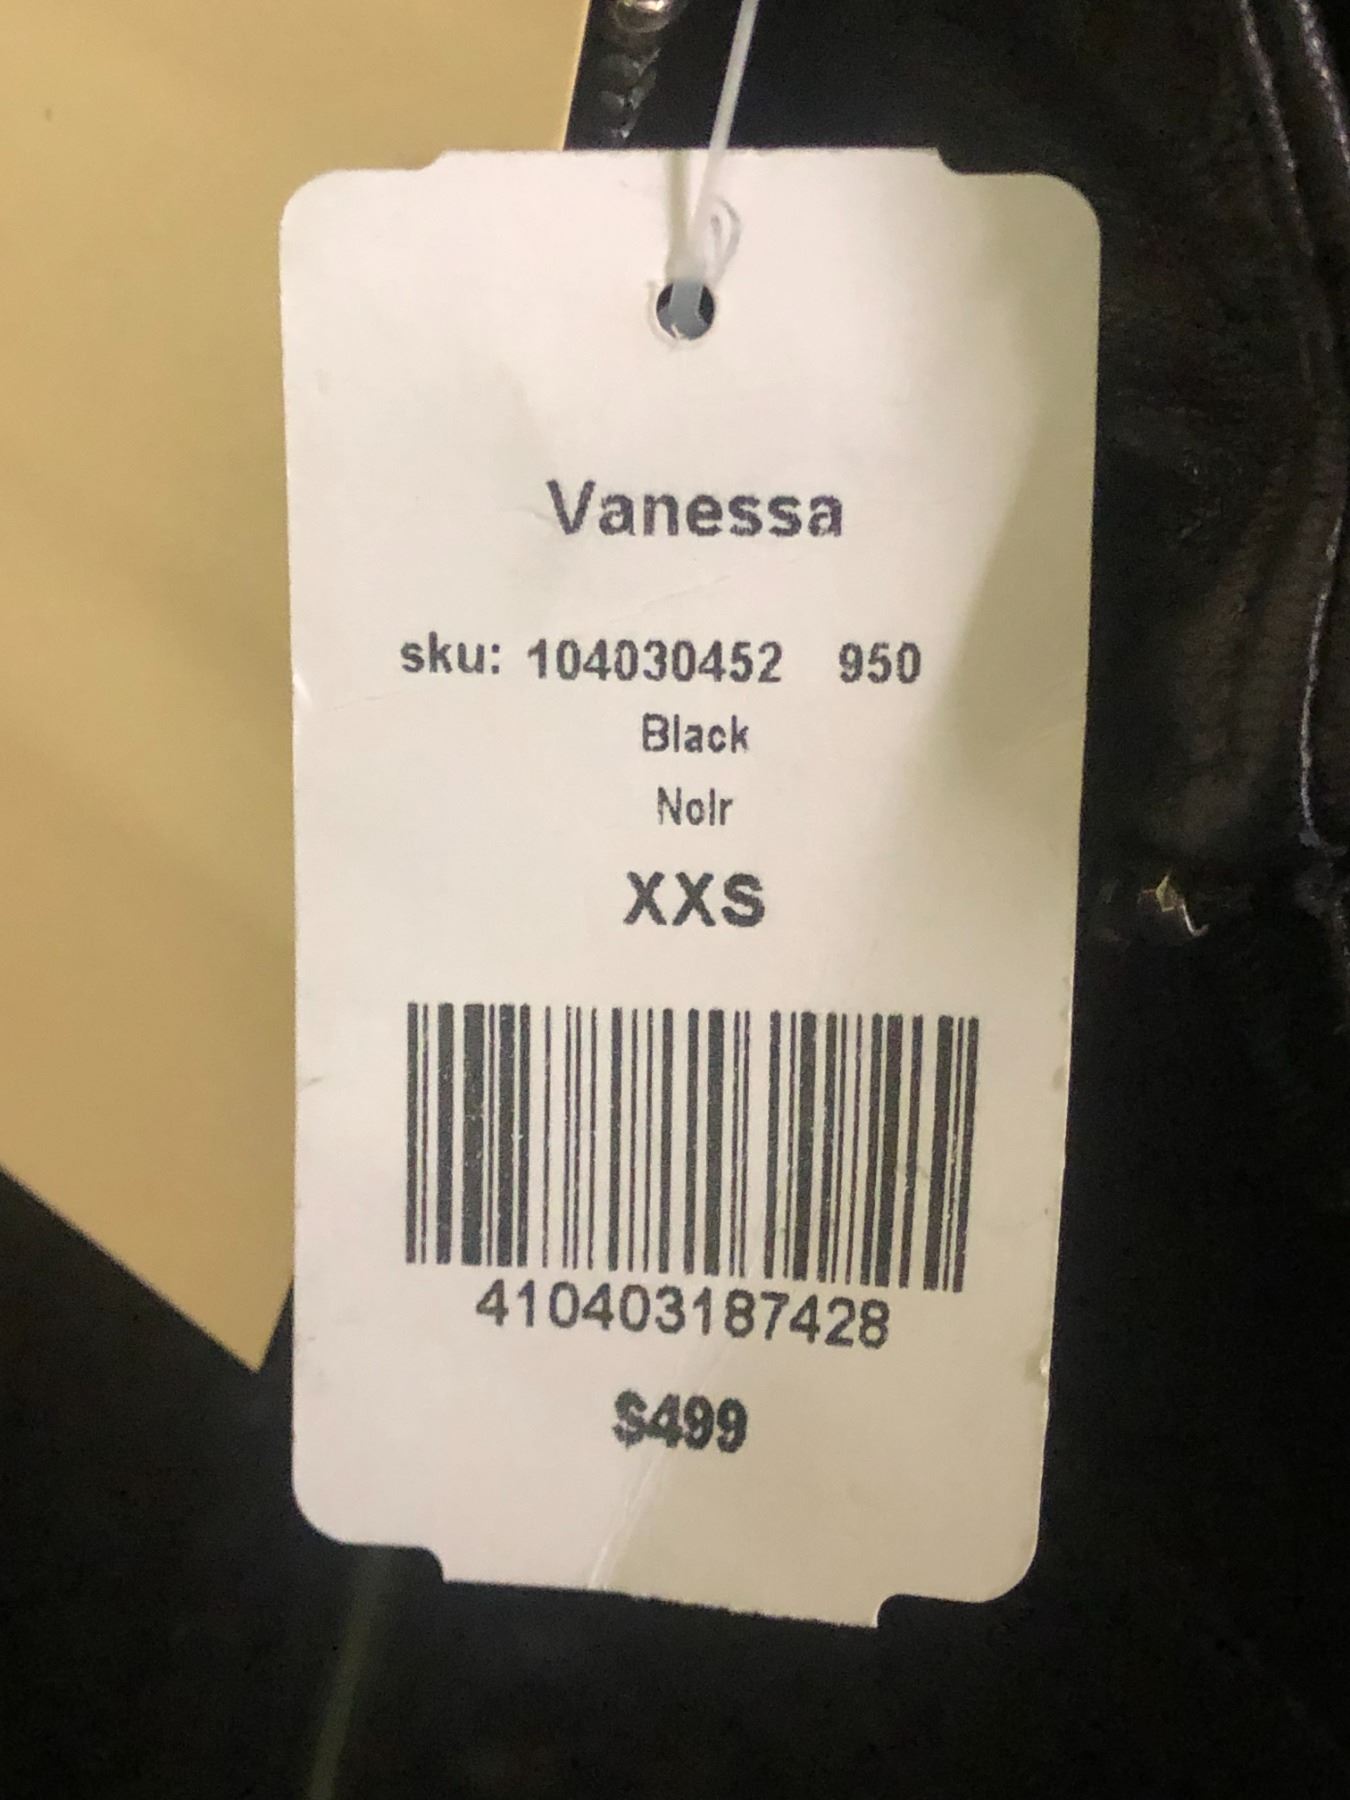 Vanessa
sku: 104030452 950
Black
Noir
XXS
410403187428
$499